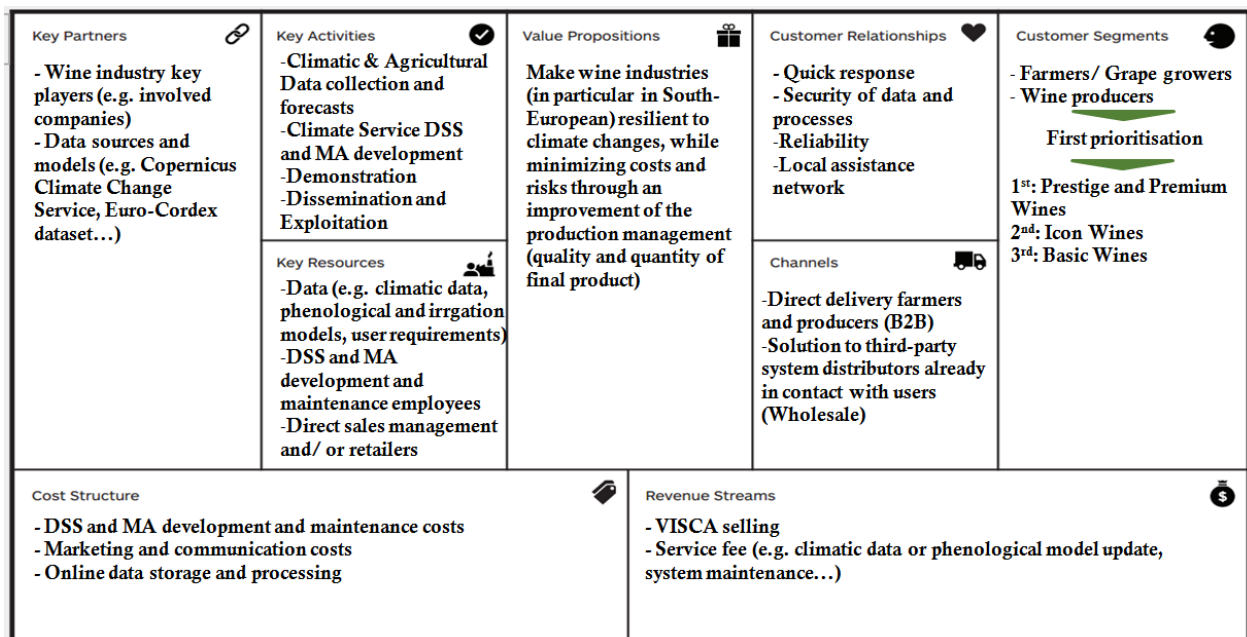 Key Partners
- Wine industry key
players (e.g. involved
companies)
- Data sources and
models (e.g. Copernicus
Climate Change
Service, Euro-Cordex
dataset…)
Key Activities
-Climatic & Agricultural
Data collection and
forecasts
-Climate Service DSS
and MA development
-Demonstration
-Dissemination and
Exploitation
Key Resources
-Data (e.g. climatic data,
phenological and irrgation
models, user requirements)
-DSS and MA
development and
maintenance employees
-Direct sales management
and/ or retailers
Value Propositions
Make wine industries
(in particular in South-
European) resilient to
climate changes, while
minimizing costs and
risks through an
improvement of the
production management
(quality and quantity of
final product)
Customer Relationships
- Quick response
- Security of data and
processes
-Reliability
-Local assistance
network
Channels
-Direct delivery farmers
and producers (B2B)
-Solution to third-party
system distributors already
in contact with users
(Wholesale)
Customer Segments
- Farmers/ Grape growers
- Wine producers
First prioritisation
1st: Prestige and Premium
Wines
2nd: Icon Wines
3rd: Basic Wines
Cost Structure
- DSS and MA development and maintenance costs
- Marketing and communication costs
- Online data storage and processing
Revenue Streams
$
- VISCA selling
- Service fee (e.g. climatic data or phenological model update,
system maintenance…)